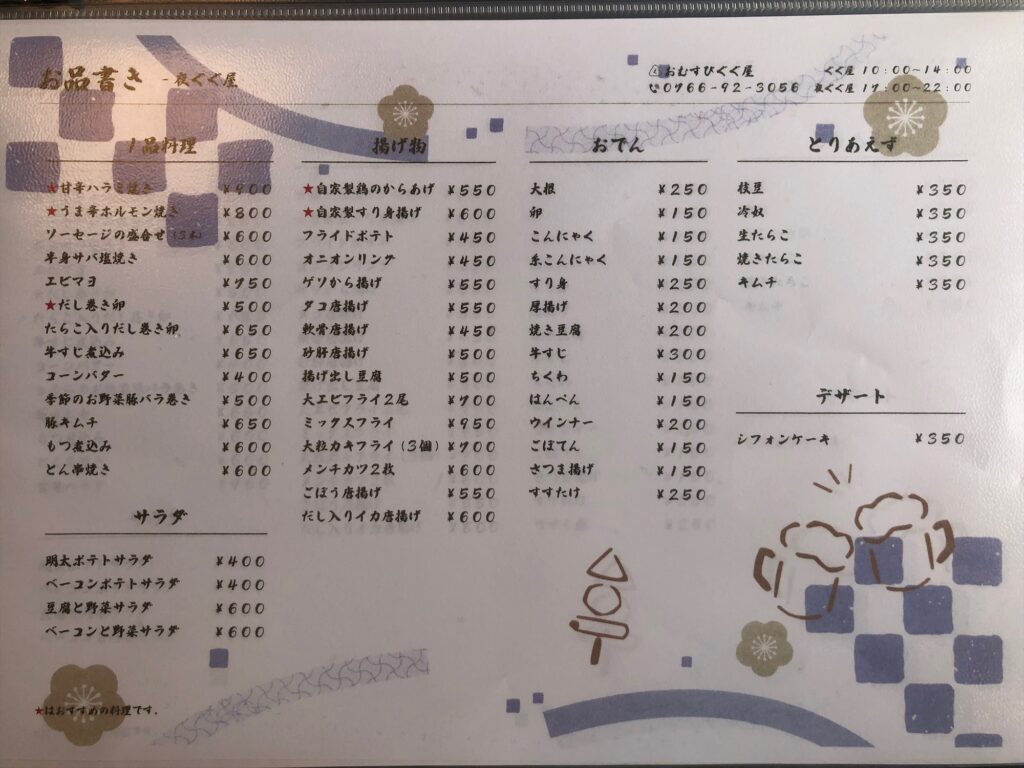 お品書き -夜ぐぐ屋
おむすびぐぐ屋 ぐぐ屋 10:00~14:00
0766-92-3056 夜ぐぐ屋 17:00~22:00
1品料理
★甘辛ハラミ焼き ¥900
★うま辛ホルモン焼き ¥800
ソーセージの盛合せ(5本) ¥600
半身サバ塩焼き ¥600
エビマヨ ¥750
★だし巻き卵 ¥500
たらこ入りだし巻き卵 ¥650
牛すじ煮込み ¥650
コーンバター ¥400
季節のお野菜豚バラ巻き ¥500
豚キムチ ¥650
もつ煮込み ¥600
とん串焼き ¥600
サラダ
明太ポテトサラダ ¥400
ベーコンポテトサラダ ¥400
豆腐と野菜サラダ ¥600
ベーコンと野菜サラダ ¥600
★はおすすめの料理です.
揚げ物
★自家製鶏のからあげ ¥550
★自家製すり身揚げ ¥600
フライドポテト ¥450
オニオンリング ¥450
ゲソから揚げ ¥550
タコ唐揚げ ¥550
軟骨唐揚げ ¥450
砂肝唐揚げ ¥500
揚げ出し豆腐 ¥500
大エビフライ2尾 ¥700
ミックスフライ ¥950
大粒カキフライ(3個) ¥700
メンチカツ2枚 ¥600
ごぼう唐揚げ ¥550
だし入りイカ唐揚げ ¥600
おでん
大根 ¥250
卵 ¥150
こんにゃく ¥150
糸こんにゃく ¥150
すり身 ¥250
厚揚げ ¥200
焼き豆腐 ¥200
牛すじ ¥300
ちくわ ¥150
はんぺん ¥150
ウインナー ¥200
ごぼてん ¥150
さつま揚げ ¥150
すすたけ ¥250
とりあえず
枝豆 ¥350
冷奴 ¥350
生たらこ ¥350
焼きたらこ ¥350
キムチ ¥350
デザート
シフォンケーキ ¥350